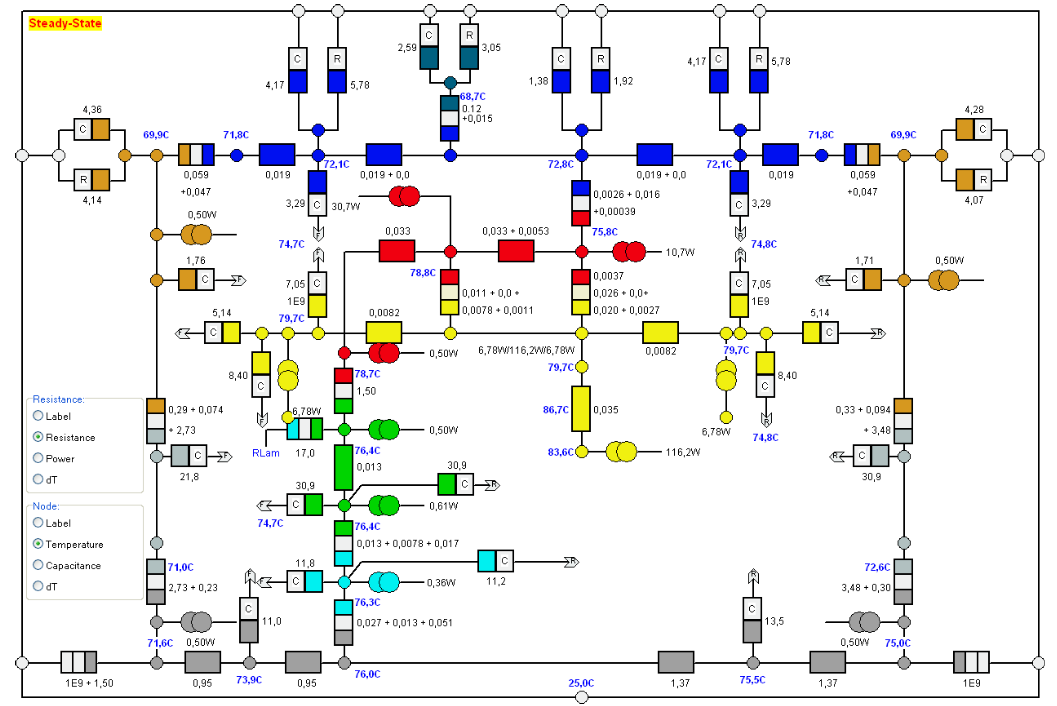 Steady-State
C
R
2,59
3,05
C
R
4,17
5,78
C
R
1,38
1,92
C
R
4,17
5,78
68,7C
0.12
+0,015
4,36
C
R
4,14
69,9C
71,8C
0,059
+0,047
0,019
72,1C
0,019 + 0,0
72,8C
0,019 + 0,0
72,1C
0,019
71,8C
0,059
+0,047
69,9C
4,28
C
R
4,07
C
3,29
30,7W
F
74,7C
0,0026 + 0,016
+0,00039
75,8C
C
3,29
R
74,8C
0,50W
1,76
C
F
0,033
0,033 + 0,0053
10,7W
78,8C
1,71
R
C
0,50W
7,05
C
1E9
79,7C
0,011 + 0,0 +
0,0078 + 0,0011
0,0037
0,026 + 0,0+
0,020 + 0,0027
7,05
C
1E9
F
5,14
C
0,0082
6,78W/116,2W/6,78W
0,0082
79,7C
5,14
C
R
8,40
C
F
0,50W
78,7C
1,50
79,7C
8,40
C
R
74,8C
6,78W
86,7C
0,035
6,78W
RLam
17,0
0,50W
76,4C
83,6C
116,2W
Resistance:
Label
Resistance
Power
dT
0,29 + 0,074
+ 2,73
C
F
21,8
0,33 + 0,094
+ 3,48
R
C
30,9
0,013
30,9
C
R
30,9
F
C
74,7C
0,61W
76,4C
Node:
Label
Temperature
Capacitance
dT
0,013 + 0,0078 + 0,017
11,8
F
C
0,36W
76,3C
C
R
11,2
71,0C
2,73 + 0,23
72,6C
3,48 + 0,30
F
C
11,0
0,027 + 0,013 + 0,051
R
C
13,5
71,6C
0,50W
0,50W
75,0C
1E9 + 1,50
0,95
73,9C
0,95
76,0C
25,0C
1,37
75,5C
1,37
1E9